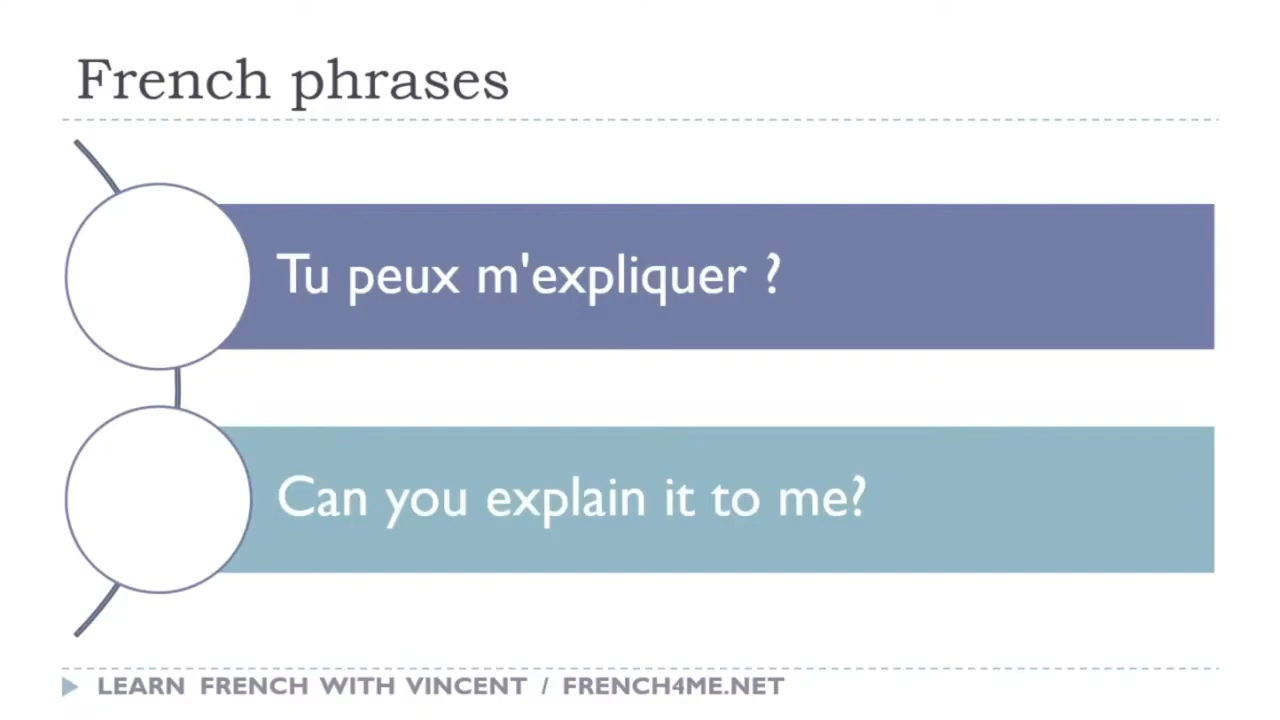 French phrases
Tu peux m'expliquer ?
Can you explain it to me?
LEARN FRENCH WITH VINCENT / FRENCH4ME.NET